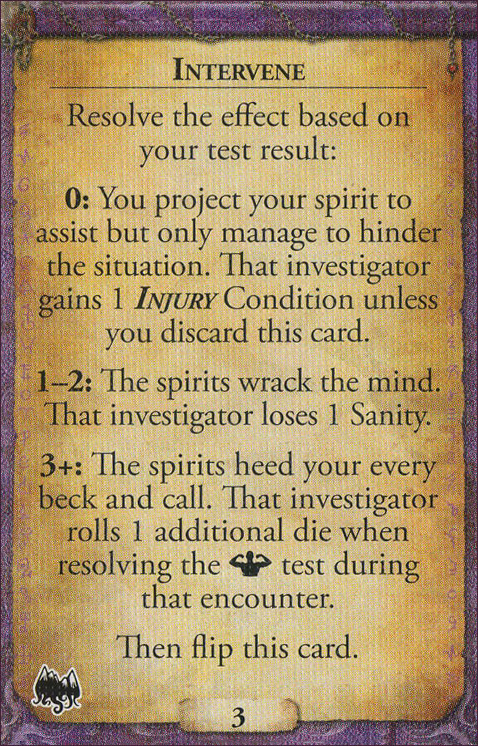 INTERVENE
Resolve the effect based on
your test result:
0: You project your spirit to
assist but only manage to hinder
the situation. That investigator
gains 1 INJURY Condition unless
you discard this card.
1–2: The spirits wrack the mind.
That investigator loses 1 Sanity.
3+: The spirits heed your every
beck and call. That investigator
rolls 1 additional die when
resolving the test during
that encounter.
Then flip this card.
3